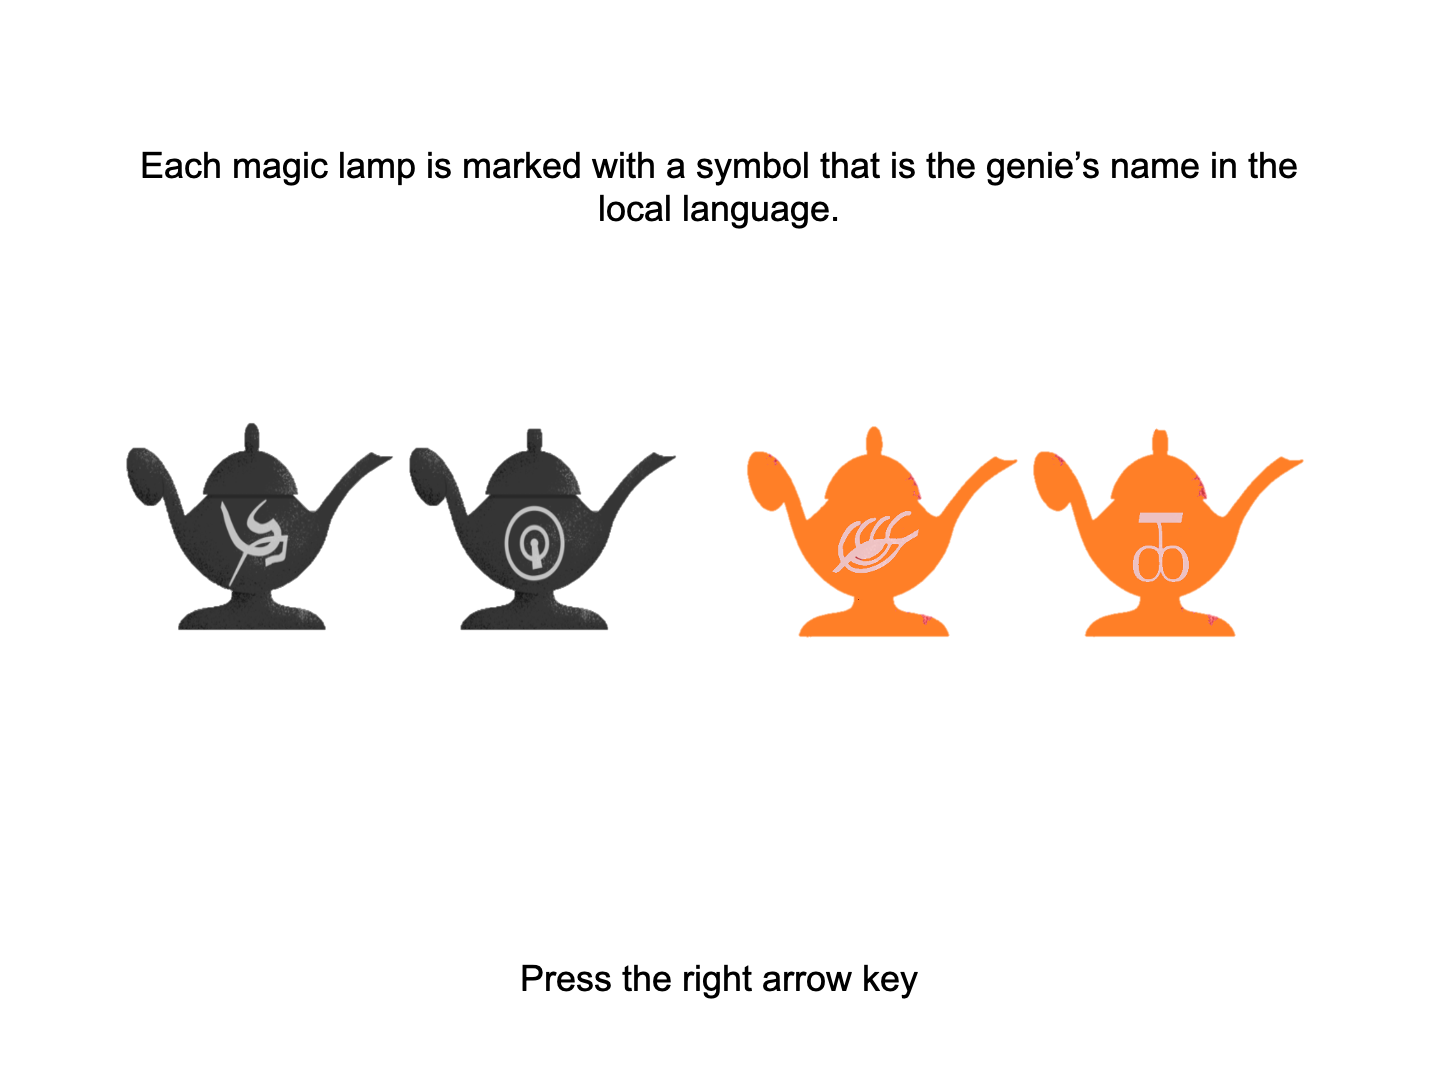 Each magic lamp is marked with a symbol that is the genie’s name in the
local language.
Press the right arrow key